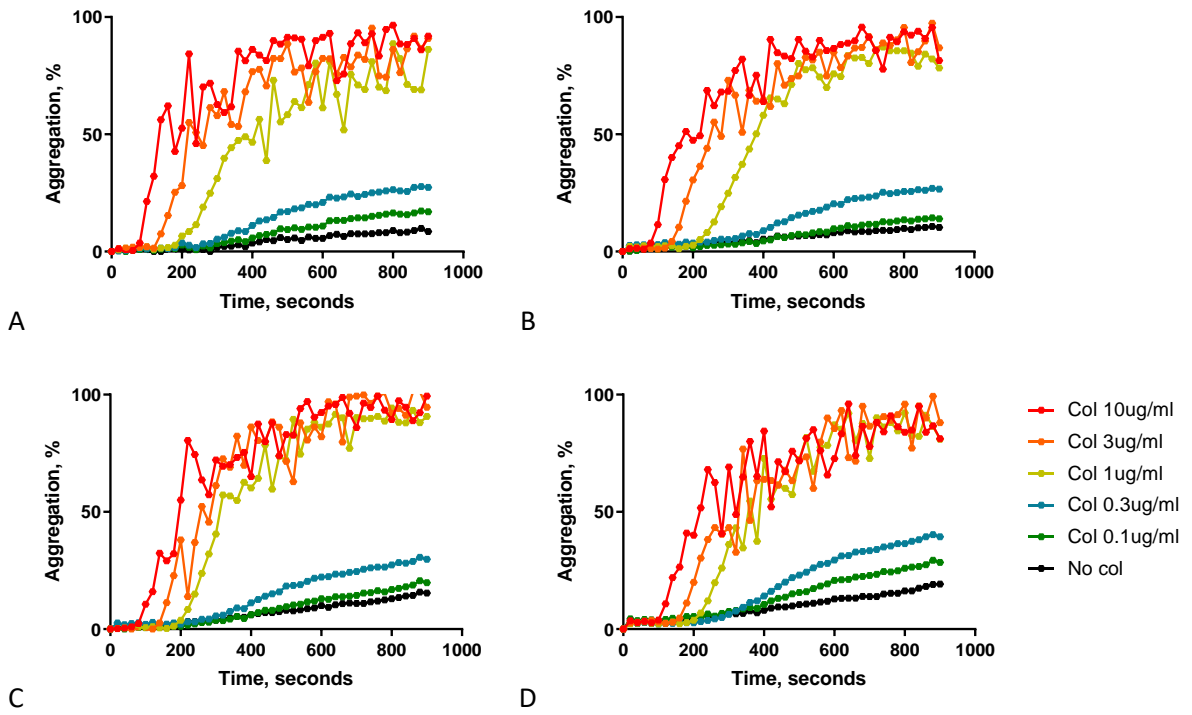 100
50
0
0
200
400
600
800
1000
Aggregation, %
Time, seconds
A
100
50
0
0
200
400
600
800
1000
Aggregation, %
Time, seconds
B
100
50
0
0
200
400
600
800
1000
Aggregation, %
Time, seconds
C
100
50
0
0
200
400
600
800
1000
Aggregation, %
Time, seconds
D
Col 10ug/ml
Col 3ug/ml
Col 1ug/ml
Col 0.3ug/ml
Col 0.1ug/ml
No col